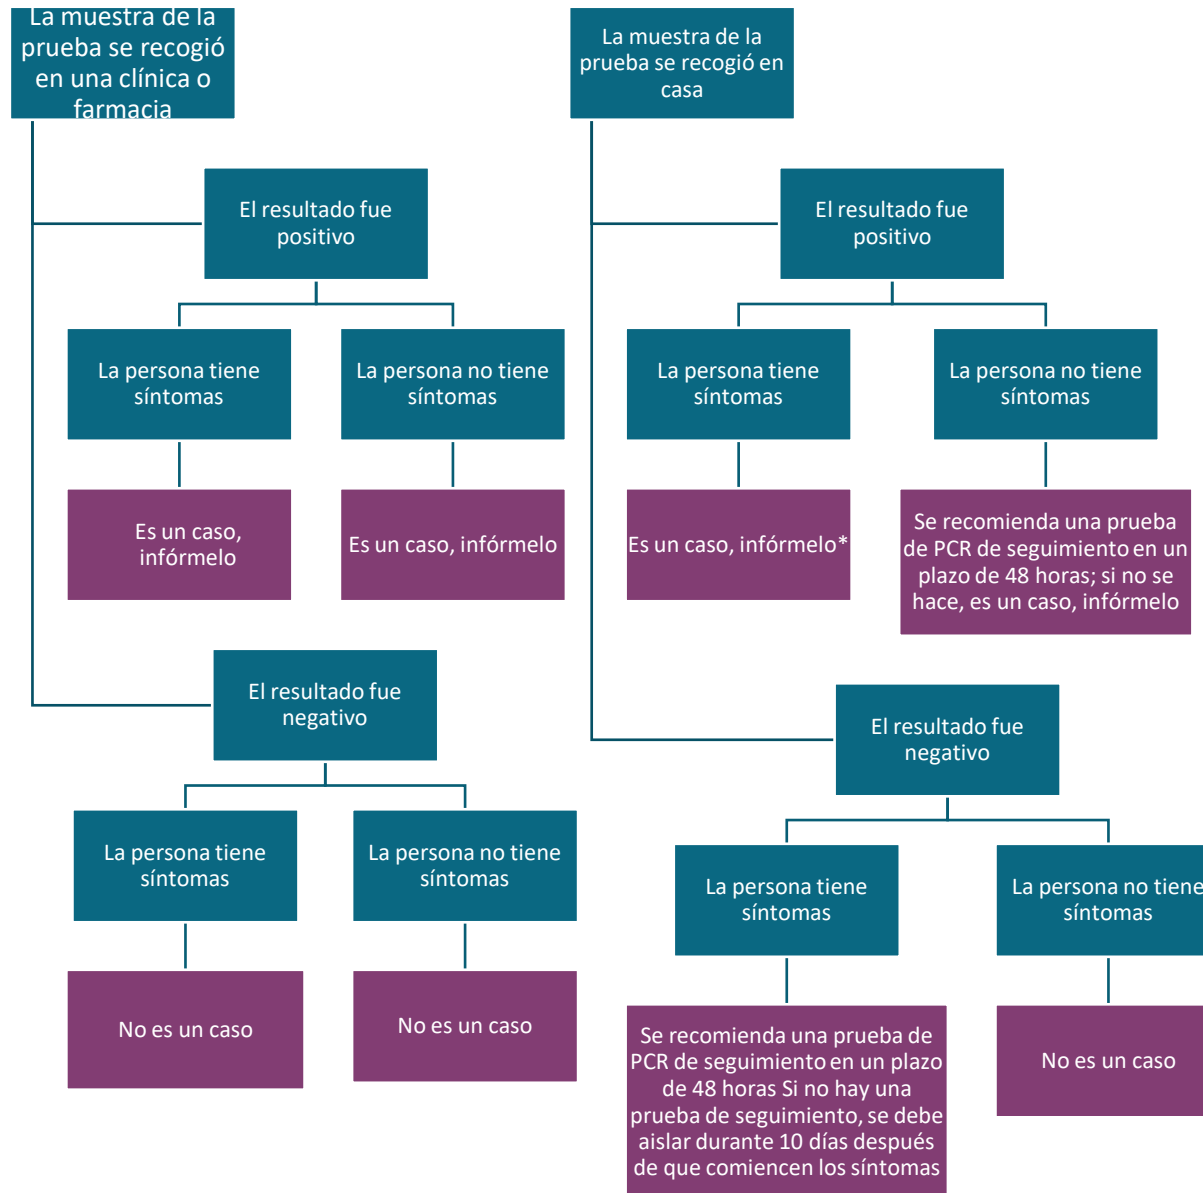 La muestra de la
prueba se recogió
en una clínica o
farmacia
El resultado fue
positivo
La persona tiene
síntomas
La persona no tiene
síntomas
Es un caso,
infórmelo
Es un caso, infórmelo
El resultado fue
negativo
La persona tiene
síntomas
La persona no tiene
síntomas
No es un caso
No es un caso
La muestra de la
prueba se recogió en
casa
El resultado fue
positivo
La persona tiene
síntomas
La persona no tiene
síntomas
Es un caso, infórmelo*
Se recomienda una prueba
de PCR de seguimiento en un
plazo de 48 horas; si no se
hace, es un caso, infórmelo
El resultado fue
negativo
La persona tiene
síntomas
La persona no tiene
síntomas
Se recomienda una prueba de
PCR de seguimiento en un plazo
de 48 horas Si no hay una
prueba de seguimiento, se debe
aislar durante 10 días después
de que comiencen los síntomas
No es un caso